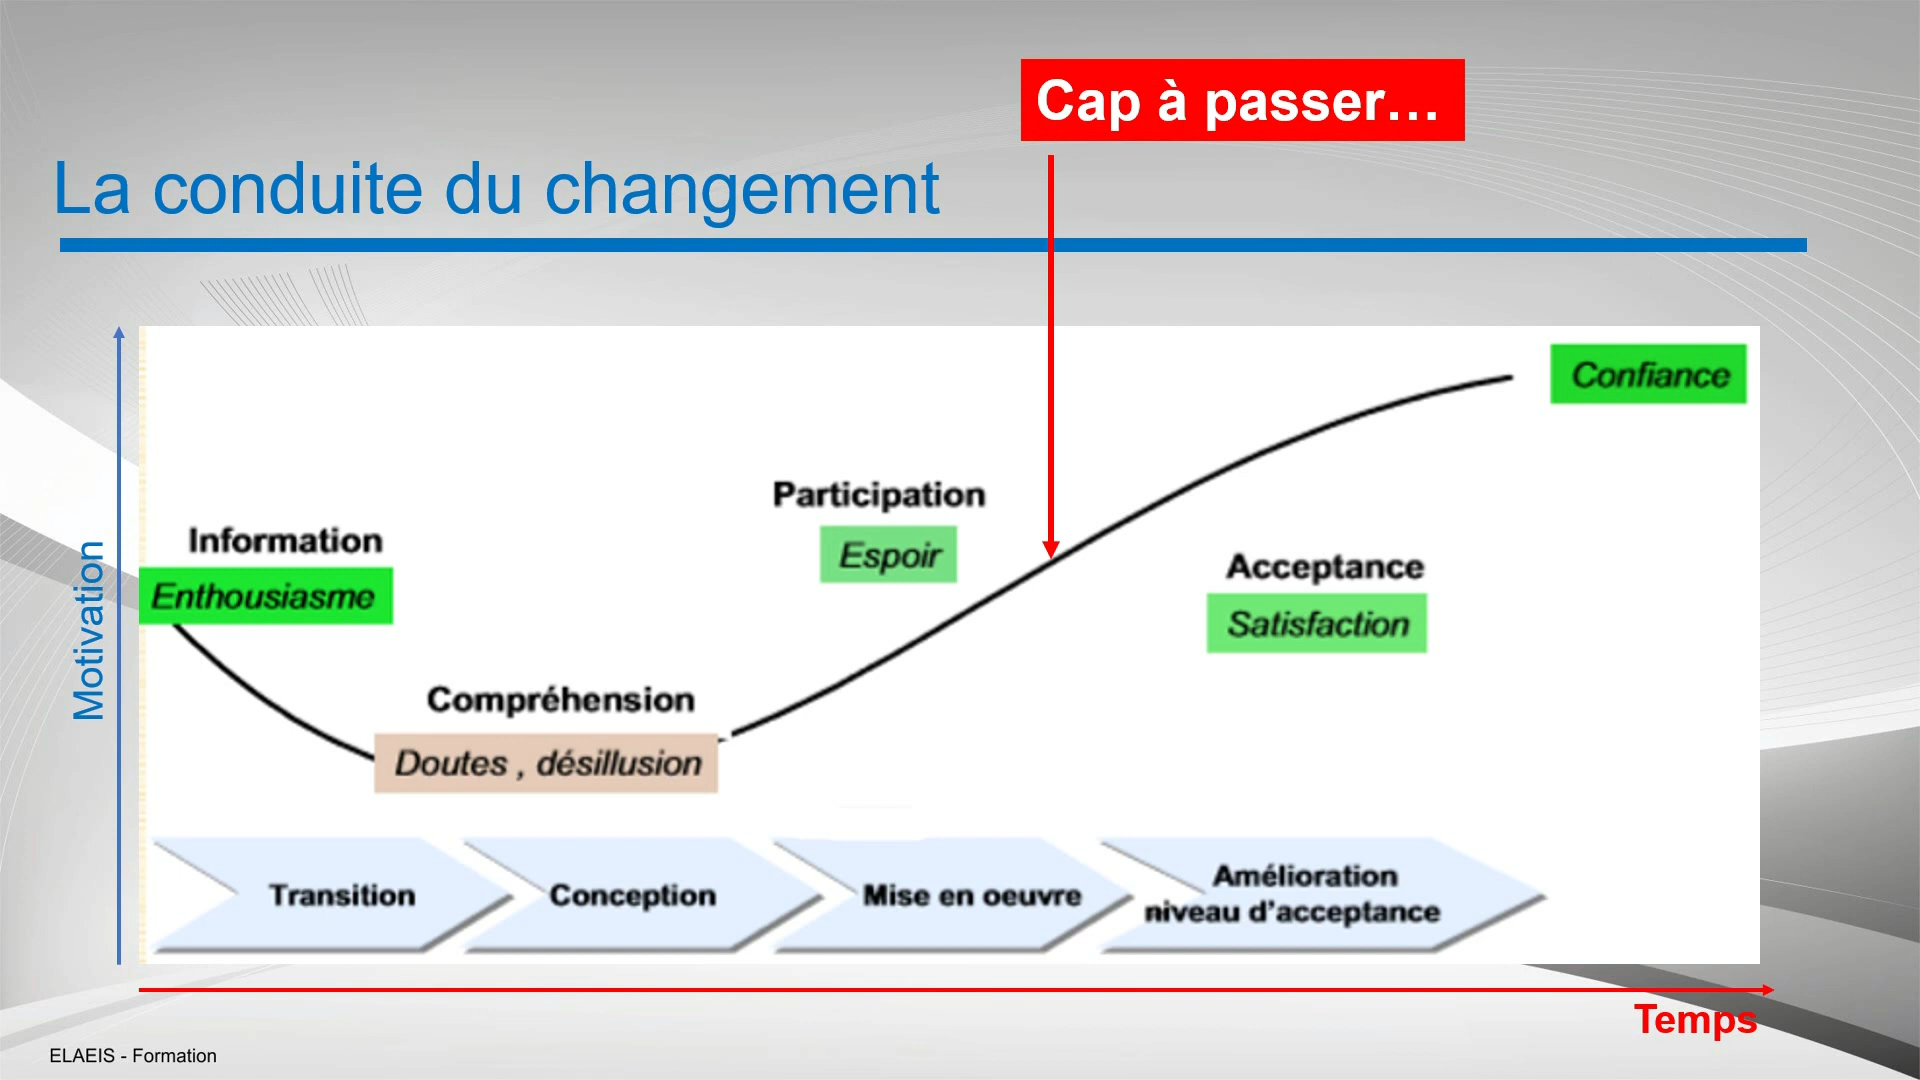 Cap à passer...
La conduite du changement
Motivation
Confiance
Participation
Espoir
Information
Enthousiasme
Acceptance
Satisfaction
Compréhension
Doutes , désillusion
Transition
Conception
Mise en oeuvre
Amélioration
niveau d'acceptance
Temps
ELAEIS - Formation